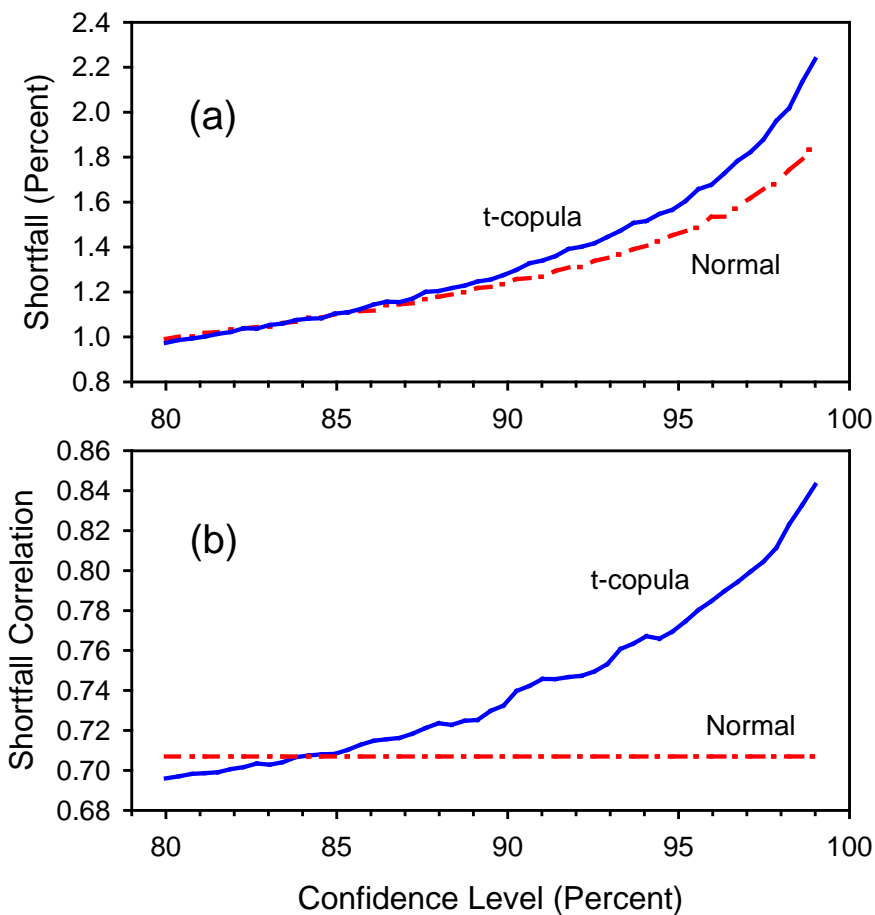 2.4
2.2
2.0
1.8
1.6
1.4
1.2
1.0
0.8
Shortfall (Percent)
(a)
t-copula
Normal
80 85 90 95 100
0.86
0.84
0.82
0.80
0.78
0.76
0.74
0.72
0.70
0.68
Shortfall Correlation
(b)
t-copula
Normal
80 85 90 95 100
Confidence Level (Percent)